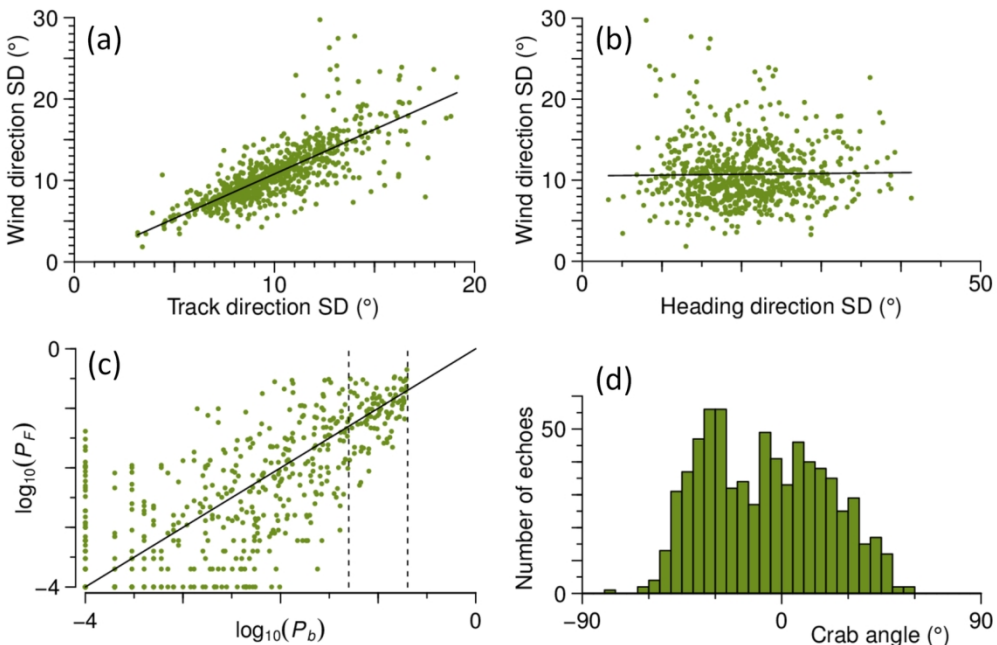 (a)
30
20
10
0
Wind direction SD (°)
0
10
20
Track direction SD (°)
(b)
30
20
10
0
Wind direction SD (°)
0
50
Heading direction SD (°)
(c)
0
−4
log₁₀(P_F)
−4
0
log₁₀(P_b)
(d)
50
0
Number of echoes
−90
0
90
Crab angle (°)